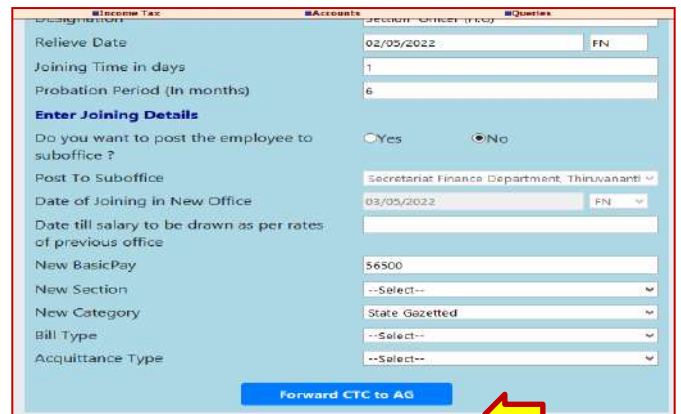 Income Tax Accounts Queries
Designation Section Officer (H.G)
Relieve Date 02/05/2022 FN
Joining Time in days 1
Probation Period (In months) 6
Enter Joining Details
Do you want to post the employee to Yes No
suboffice ?
Post To Suboffice Secretariat Finance Department, Thiruvananth
Date of Joining in New Office 03/05/2022 FN
Date till salary to be drawn as per rates
of previous office
New BasicPay 56500
New Section --Select--
New Category State Gazetted
Bill Type --Select--
Acquittance Type --Select--
Forward CTC to AG